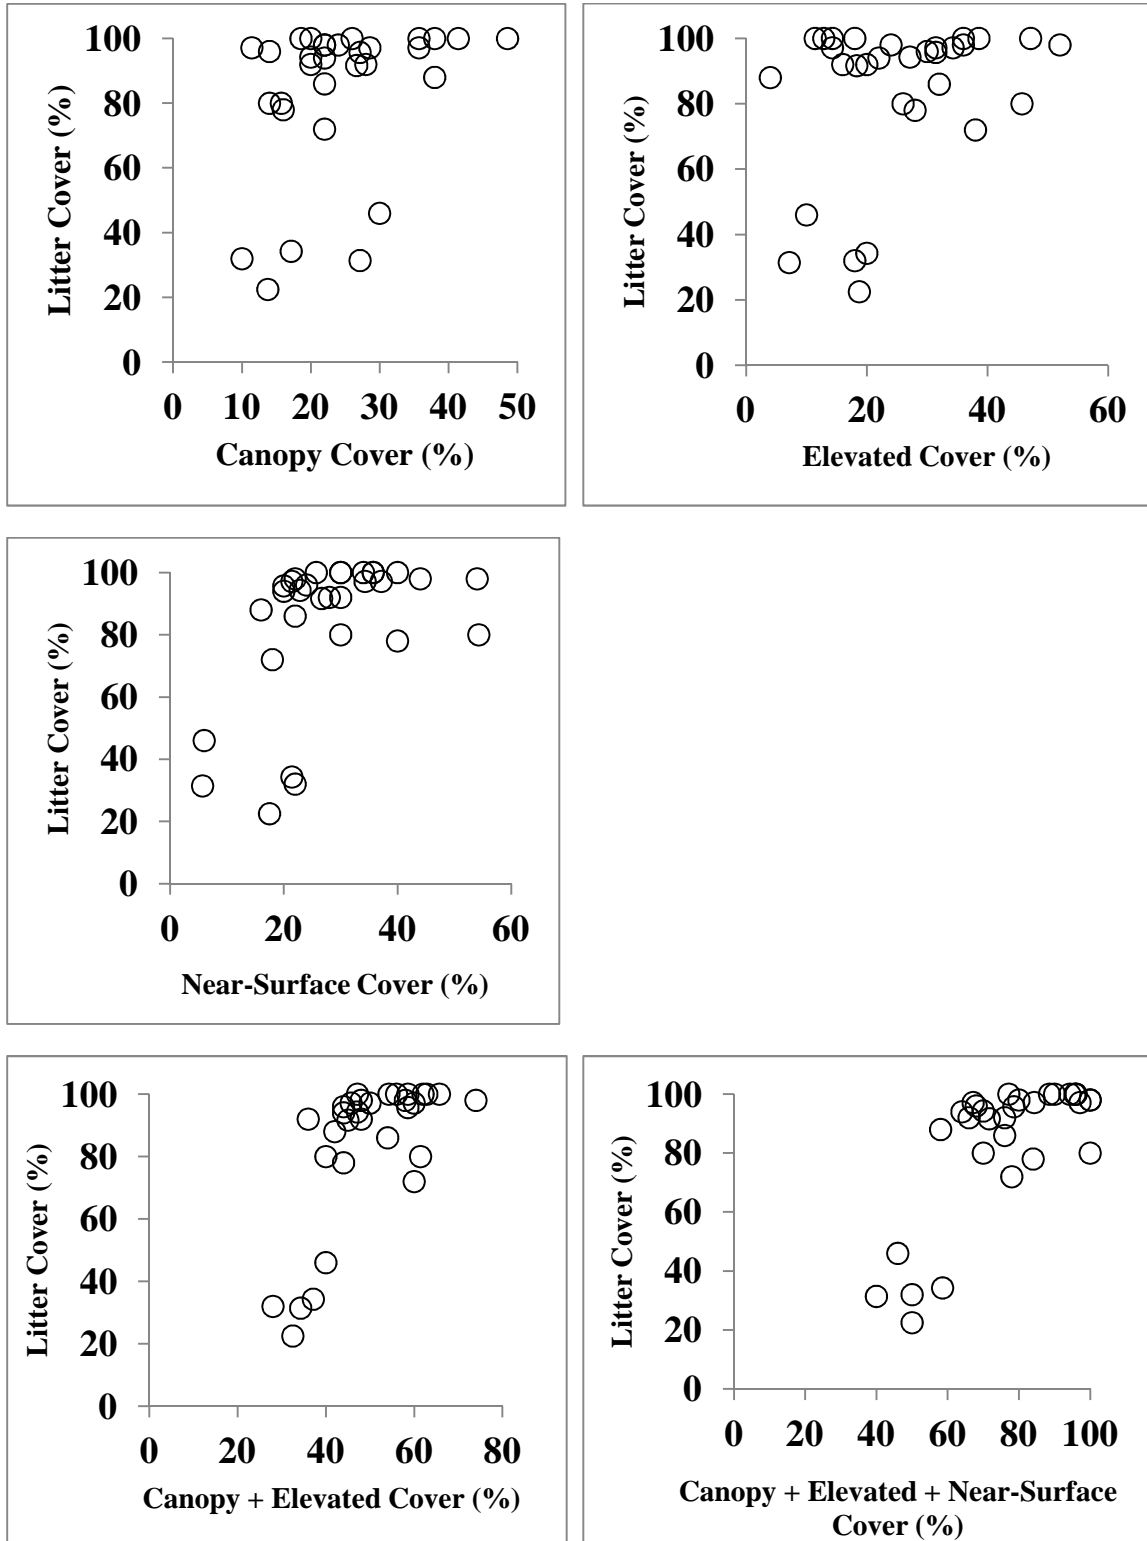 100
80
60
40
20
0
Litter Cover (%)
0 10 20 30 40 50
Canopy Cover (%)
100
80
60
40
20
0
Litter Cover (%)
0 20 40 60
Elevated Cover (%)
100
80
60
40
20
0
Litter Cover (%)
0 20 40 60
Near-Surface Cover (%)
100
80
60
40
20
0
Litter Cover (%)
0 20 40 60 80
Canopy + Elevated Cover (%)
100
80
60
40
20
0
Litter Cover (%)
0 20 40 60 80 100
Canopy + Elevated + Near-Surface
Cover (%)